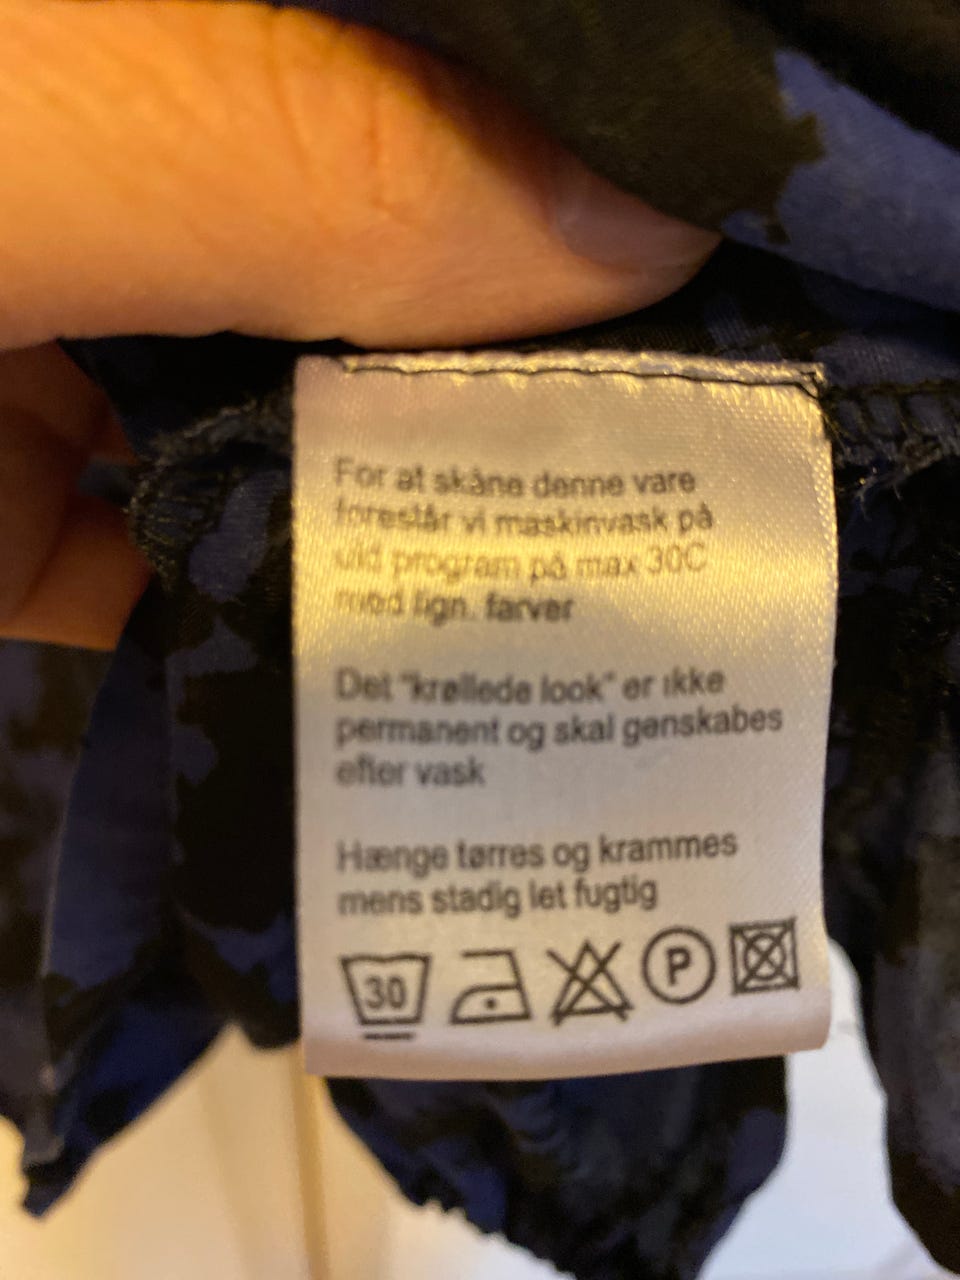 For at skåne denne vare
foreslår vi maskinvask på
uld program på max 30C
med lign. farver
Det "krøllede look" er ikke
permanent og skal genskabes
efter vask
Hænge tørres og krammes
mens stadig let fugtig
30 P